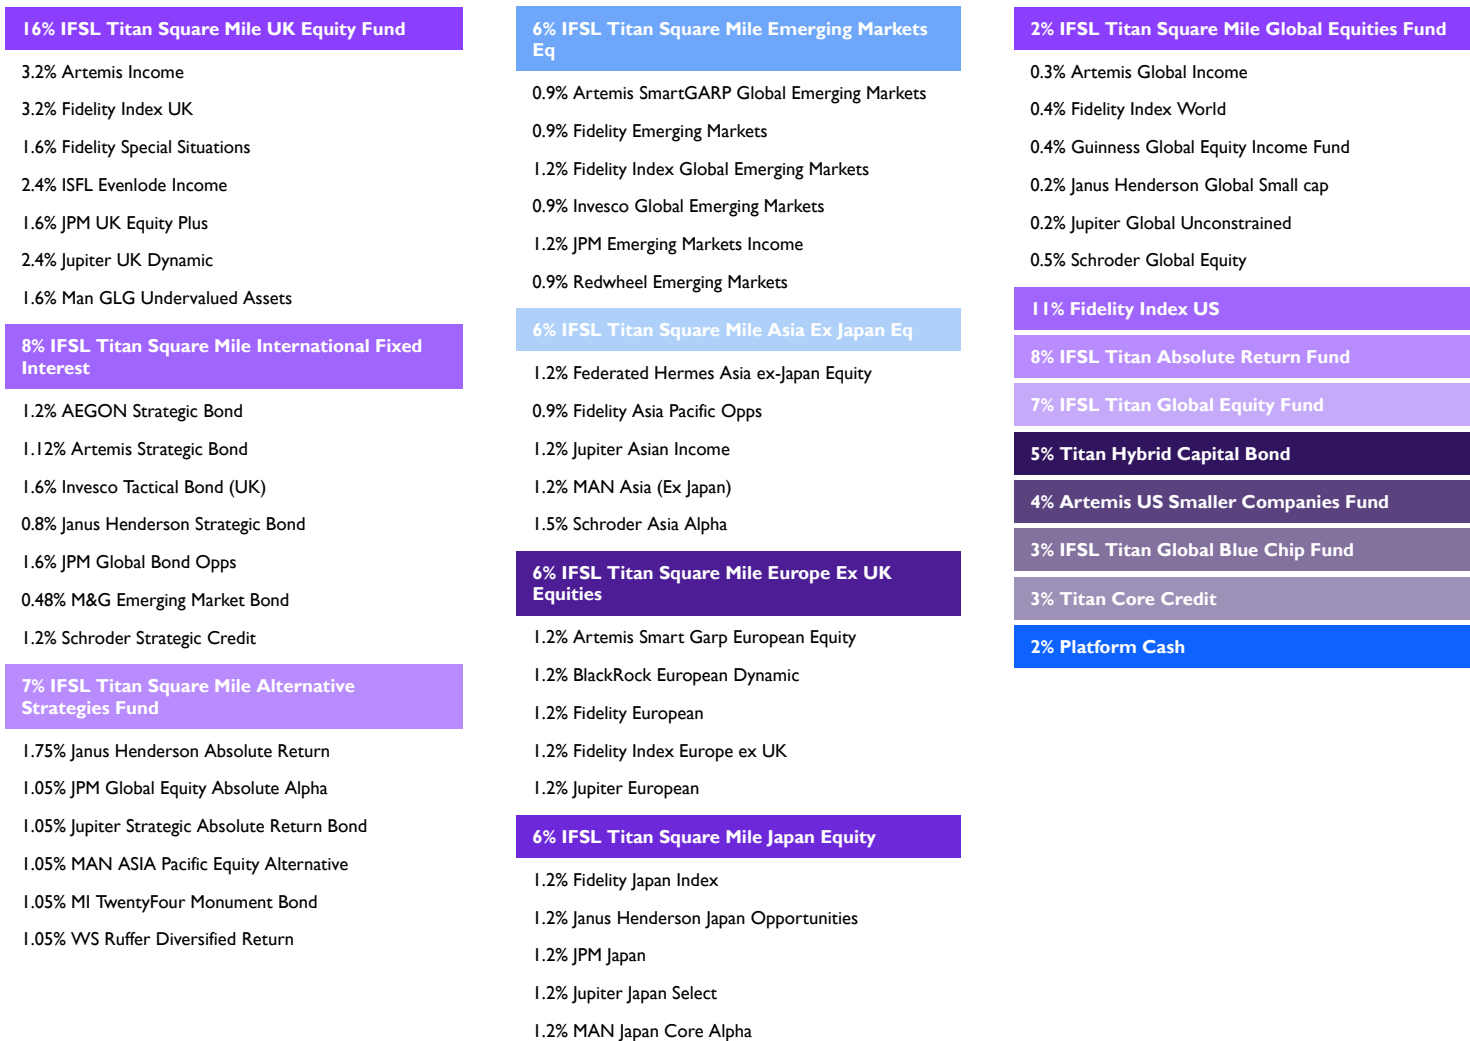 16% IFSL Titan Square Mile UK Equity Fund
3.2% Artemis Income
3.2% Fidelity Index UK
1.6% Fidelity Special Situations
2.4% ISFL Evenlode Income
1.6% JPM UK Equity Plus
2.4% Jupiter UK Dynamic
1.6% Man GLG Undervalued Assets
8% IFSL Titan Square Mile International Fixed
Interest
1.2% AEGON Strategic Bond
1.12% Artemis Strategic Bond
1.6% Invesco Tactical Bond (UK)
0.8% Janus Henderson Strategic Bond
1.6% JPM Global Bond Opps
0.48% M&G Emerging Market Bond
1.2% Schroder Strategic Credit
7% IFSL Titan Square Mile Alternative
Strategies Fund
1.75% Janus Henderson Absolute Return
1.05% JPM Global Equity Absolute Alpha
1.05% Jupiter Strategic Absolute Return Bond
1.05% MAN ASIA Pacific Equity Alternative
1.05% MI TwentyFour Monument Bond
1.05% WS Ruffer Diversified Return
6% IFSL Titan Square Mile Emerging Markets
Eq
0.9% Artemis SmartGARP Global Emerging Markets
0.9% Fidelity Emerging Markets
1.2% Fidelity Index Global Emerging Markets
0.9% Invesco Global Emerging Markets
1.2% JPM Emerging Markets Income
0.9% Redwheel Emerging Markets
6% IFSL Titan Square Mile Asia Ex Japan Eq
1.2% Federated Hermes Asia ex-Japan Equity
0.9% Fidelity Asia Pacific Opps
1.2% Jupiter Asian Income
1.2% MAN Asia (Ex Japan)
1.5% Schroder Asia Alpha
6% IFSL Titan Square Mile Europe Ex UK
Equities
1.2% Artemis Smart Garp European Equity
1.2% BlackRock European Dynamic
1.2% Fidelity European
1.2% Fidelity Index Europe ex UK
1.2% Jupiter European
6% IFSL Titan Square Mile Japan Equity
1.2% Fidelity Japan Index
1.2% Janus Henderson Japan Opportunities
1.2% JPM Japan
1.2% Jupiter Japan Select
1.2% MAN Japan Core Alpha
2% IFSL Titan Square Mile Global Equities Fund
0.3% Artemis Global Income
0.4% Fidelity Index World
0.4% Guinness Global Equity Income Fund
0.2% Janus Henderson Global Small cap
0.2% Jupiter Global Unconstrained
0.5% Schroder Global Equity
11% Fidelity Index US
8% IFSL Titan Absolute Return Fund
7% IFSL Titan Global Equity Fund
5% Titan Hybrid Capital Bond
4% Artemis US Smaller Companies Fund
3% IFSL Titan Global Blue Chip Fund
3% Titan Core Credit
2% Platform Cash